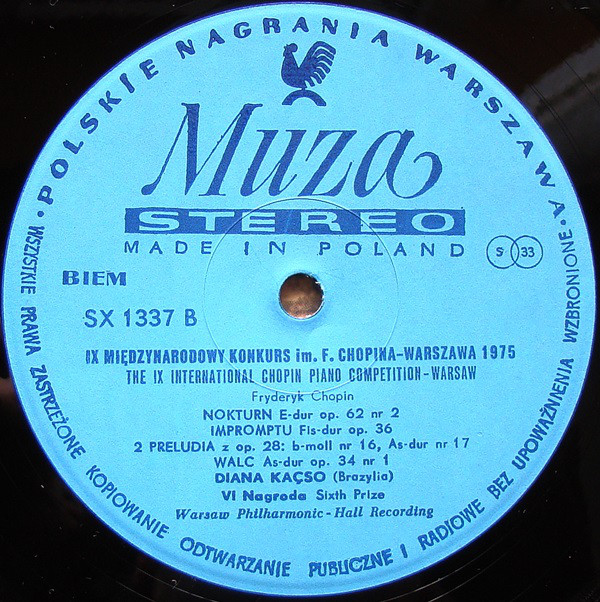 POLSKIE NAGRANIA WARSZAWA
Muza
STEREO
MADE IN POLAND
S 33
BIEM
SX 1337 B
IX MIĘDZYNARODOWY KONKURS im. F. CHOPINA-WARSZAWA 1975
THE IX INTERNATIONAL CHOPIN PIANO COMPETITION-WARSAW
Fryderyk Chopin
NOKTURN E-dur op. 62 nr 2
IMPROMPTU Fis-dur op. 36
2 PRELUDIA z op. 28: b-moll nr 16, As-dur nr 17
WALC As-dur op. 34 nr 1
DIANA KAÇSO (Brazylia)
VI Nagroda Sixth Prize
Warsaw Philharmonic-Hall Recording
• WSZYSTKIE PRAWA ZASTRZEŻONE KOPIOWANIE ODTWARZANIE PUBLICZNE I RADIOWE BEZ UPOWAŻNIENIA WZBRONIONE •